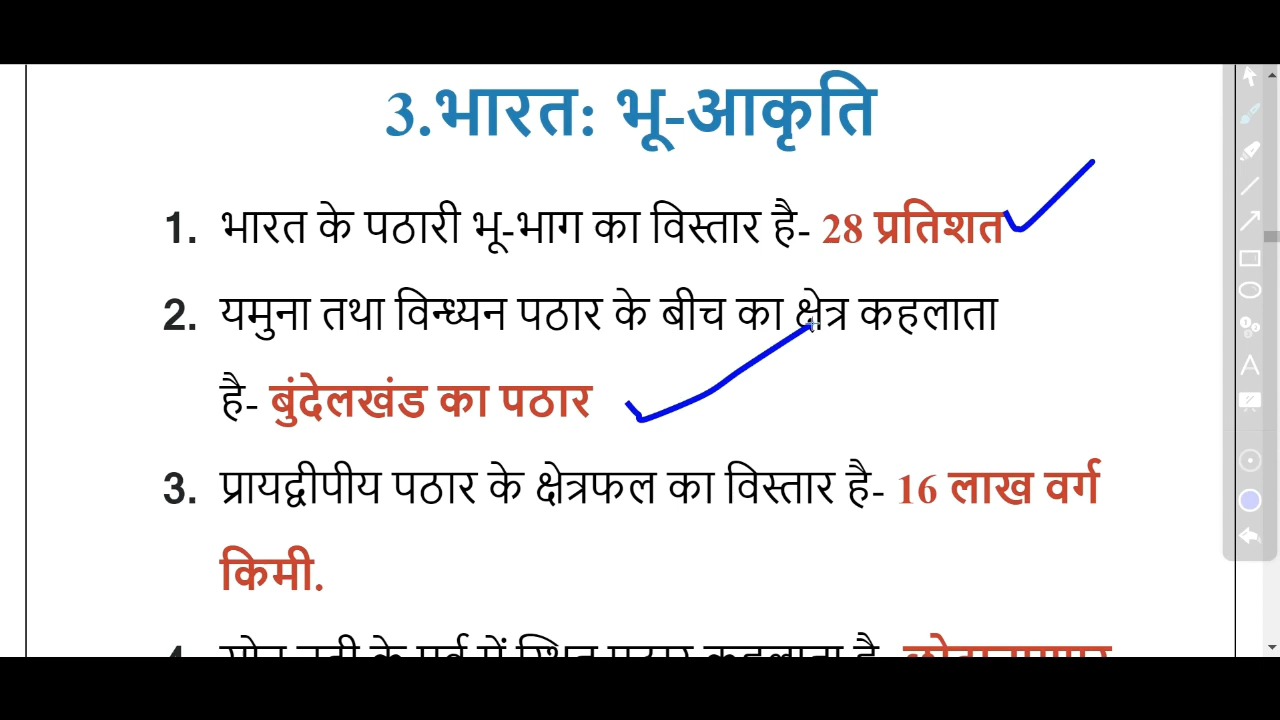 3.भारत: भू-आकृति
1. भारत के पठारी भू-भाग का विस्तार है- 28 प्रतिशत
2. यमुना तथा विन्ध्यन पठार के बीच का क्षेत्र कहलाता
है- बुंदेलखंड का पठार
3. प्रायद्वीपीय पठार के क्षेत्रफल का विस्तार है- 16 लाख वर्ग
किमी.